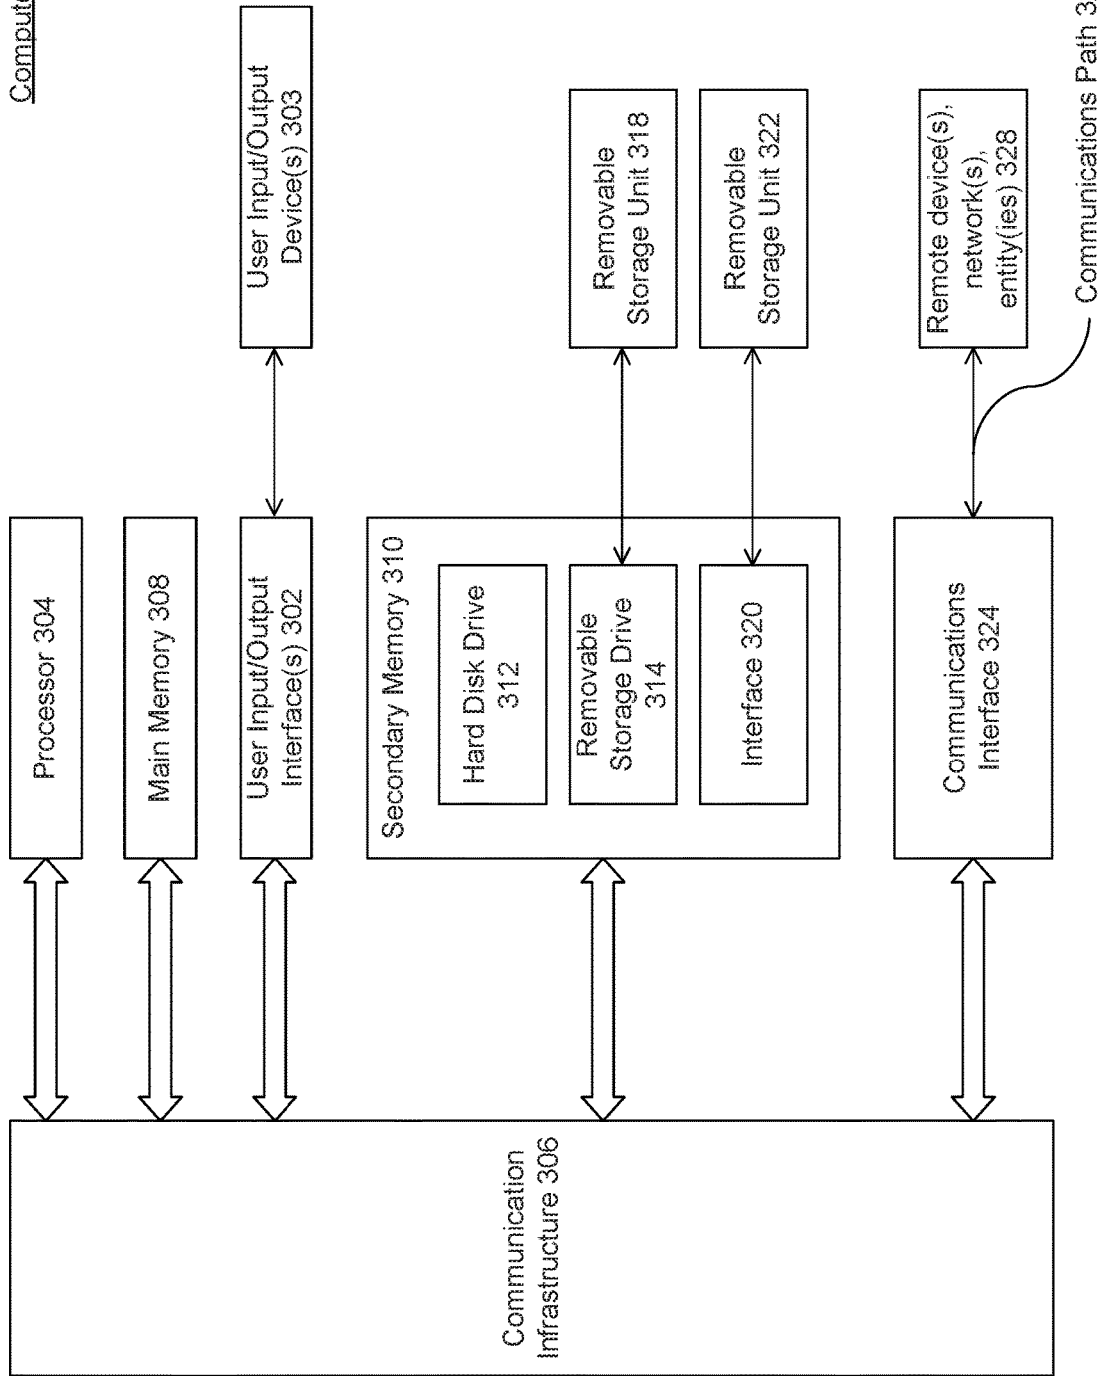 Compute
Processor 304
Main Memory 308
User Input/Output
Interface(s) 302
User Input/Output
Device(s) 303
Communication
Infrastructure 306
Secondary Memory 310
Hard Disk Drive
312
Removable
Storage Drive
314
Interface 320
Removable
Storage Unit 318
Removable
Storage Unit 322
Communications
Interface 324
Remote device(s),
network(s),
entity(ies) 328
Communications Path 3